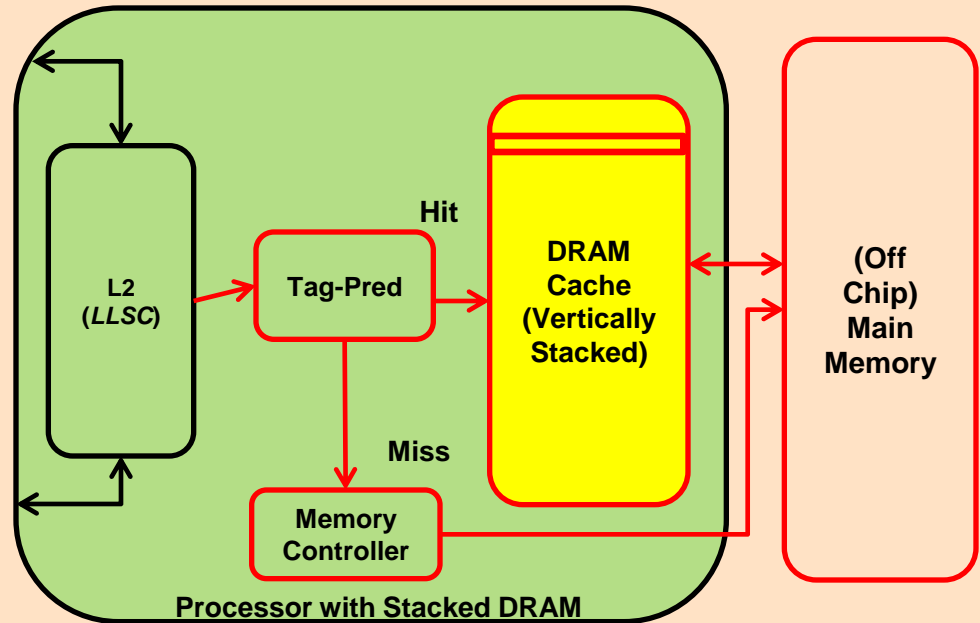 L2
(LLSC)
Tag-Pred
Hit
Miss
Memory
Controller
DRAM
Cache
(Vertically
Stacked)
(Off
Chip)
Main
Memory
Processor with Stacked DRAM